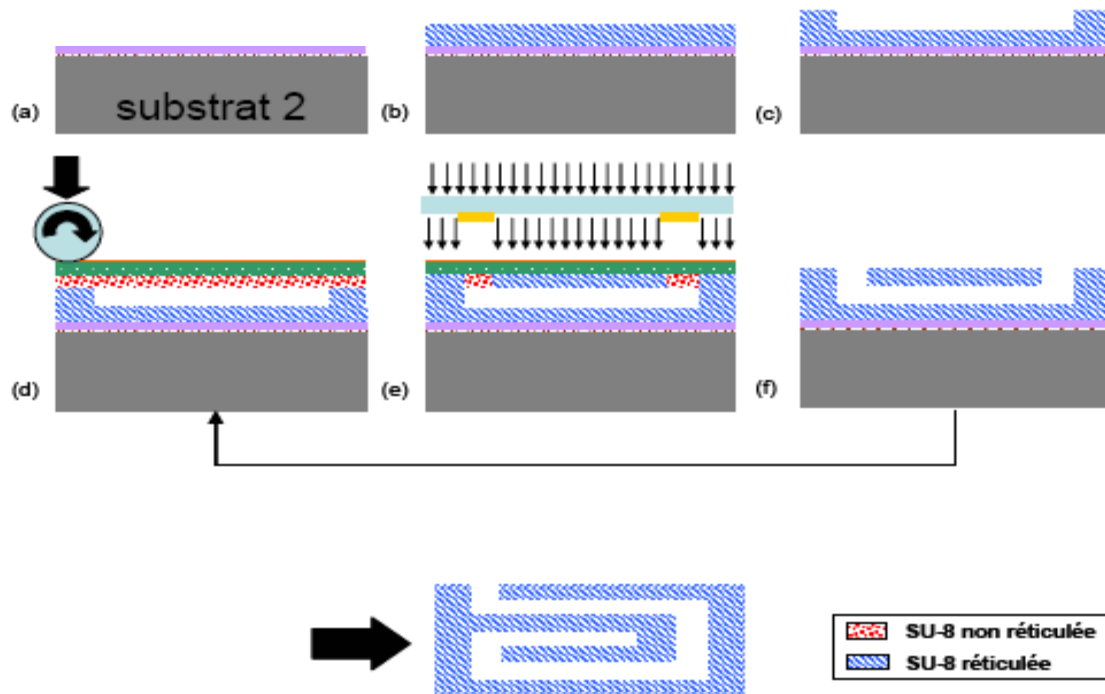 substrat 2
(a)
(b)
(c)
(d)
(e)
(f)
SU-8 non réticulée
SU-8 réticulée